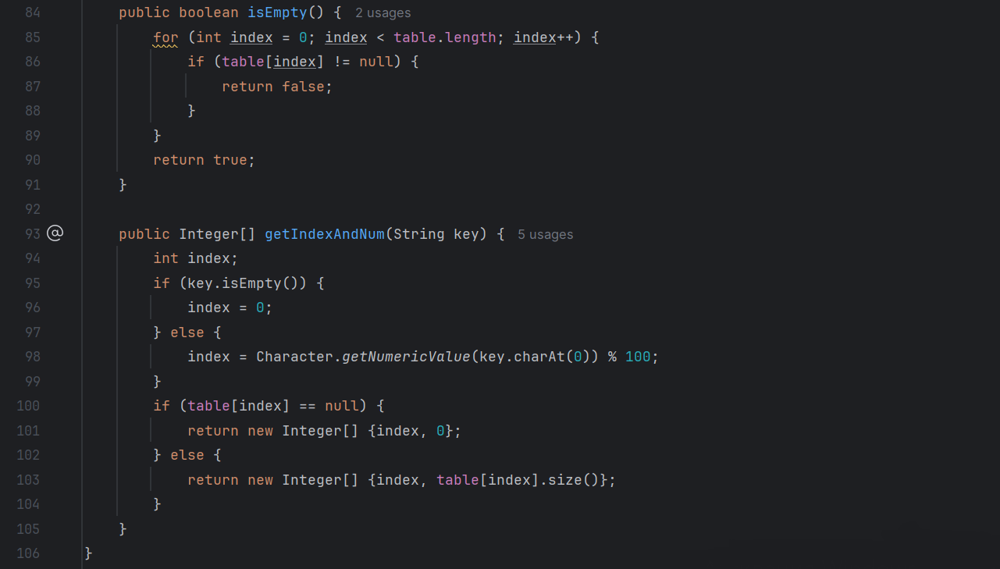 84 public boolean isEmpty() { 2 usages
85 for (int index = 0; index < table.length; index++) {
86 if (table[index] != null) {
87 return false;
88 }
89 }
90 return true;
91 }
92
93 @ public Integer[] getIndexAndNum(String key) { 5 usages
94 int index;
95 if (key.isEmpty()) {
96 index = 0;
97 } else {
98 index = Character.getNumericValue(key.charAt(0)) % 100;
99 }
100 if (table[index] == null) {
101 return new Integer[] {index, 0};
102 } else {
103 return new Integer[] {index, table[index].size()};
104 }
105 }
106 }